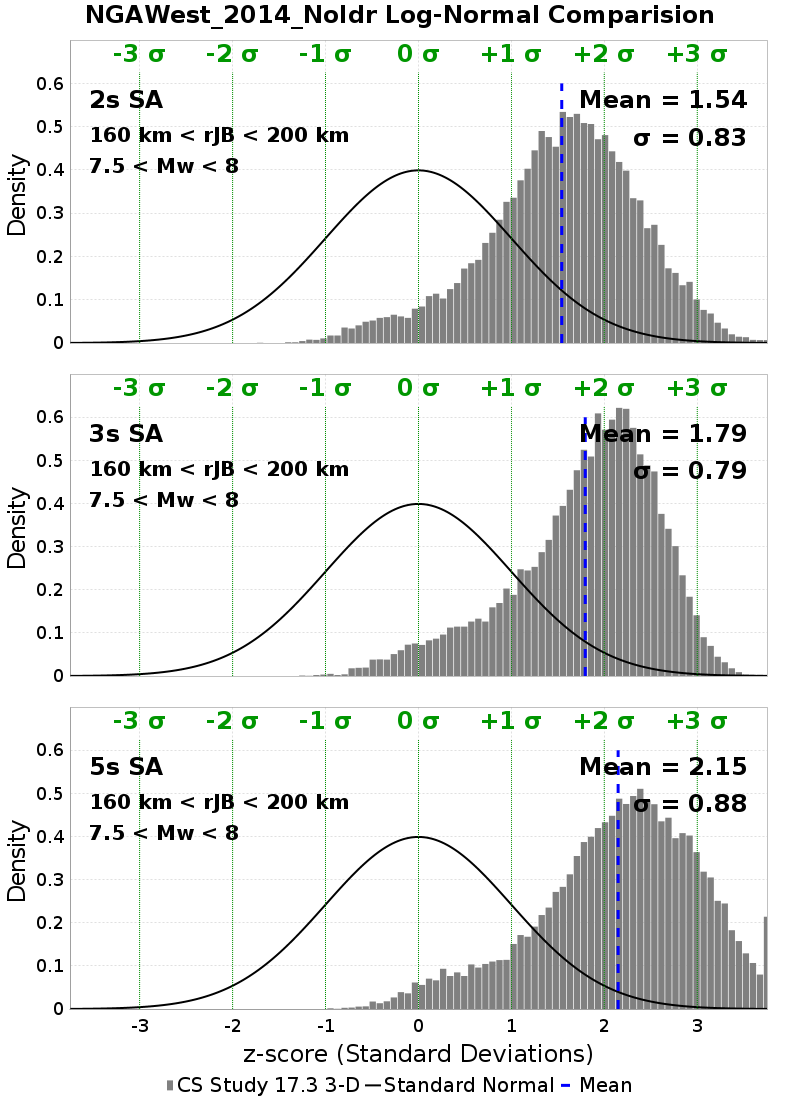 NGAWest_2014_NoIdr Log-Normal Comparision
-3 σ -2 σ -1 σ 0 σ +1 σ +2 σ +3 σ
2s SA
Mean = 1.54
160 km < rJB < 200 km
σ = 0.83
7.5 < Mw < 8
Density
0.6
0.5
0.4
0.3
0.2
0.1
0
-3 σ -2 σ -1 σ 0 σ +1 σ +2 σ +3 σ
3s SA
Mean = 1.79
160 km < rJB < 200 km
σ = 0.79
7.5 < Mw < 8
Density
0.6
0.5
0.4
0.3
0.2
0.1
0
-3 σ -2 σ -1 σ 0 σ +1 σ +2 σ +3 σ
5s SA
Mean = 2.15
160 km < rJB < 200 km
σ = 0.88
7.5 < Mw < 8
Density
0.6
0.5
0.4
0.3
0.2
0.1
0
-3 -2 -1 0 1 2 3
z-score (Standard Deviations)
CS Study 17.3 3-D Standard Normal Mean